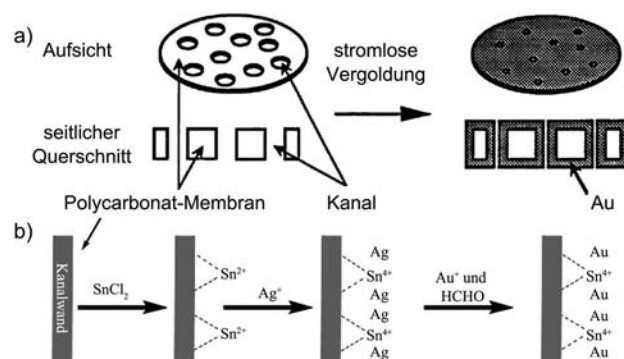 a)
Aufsicht
stromlose
Vergoldung
seitlicher
Querschnitt
Polycarbonat-Membran
Kanal
Au
b)
Kanalwand
SnCl₂
Sn²⁺
Sn²⁺
Ag⁺
Ag
Sn⁴⁺
Ag
Ag
Sn⁴⁺
Ag
Au⁺ und
HCHO
Au
Sn⁴⁺
Au
Au
Sn⁴⁺
Au